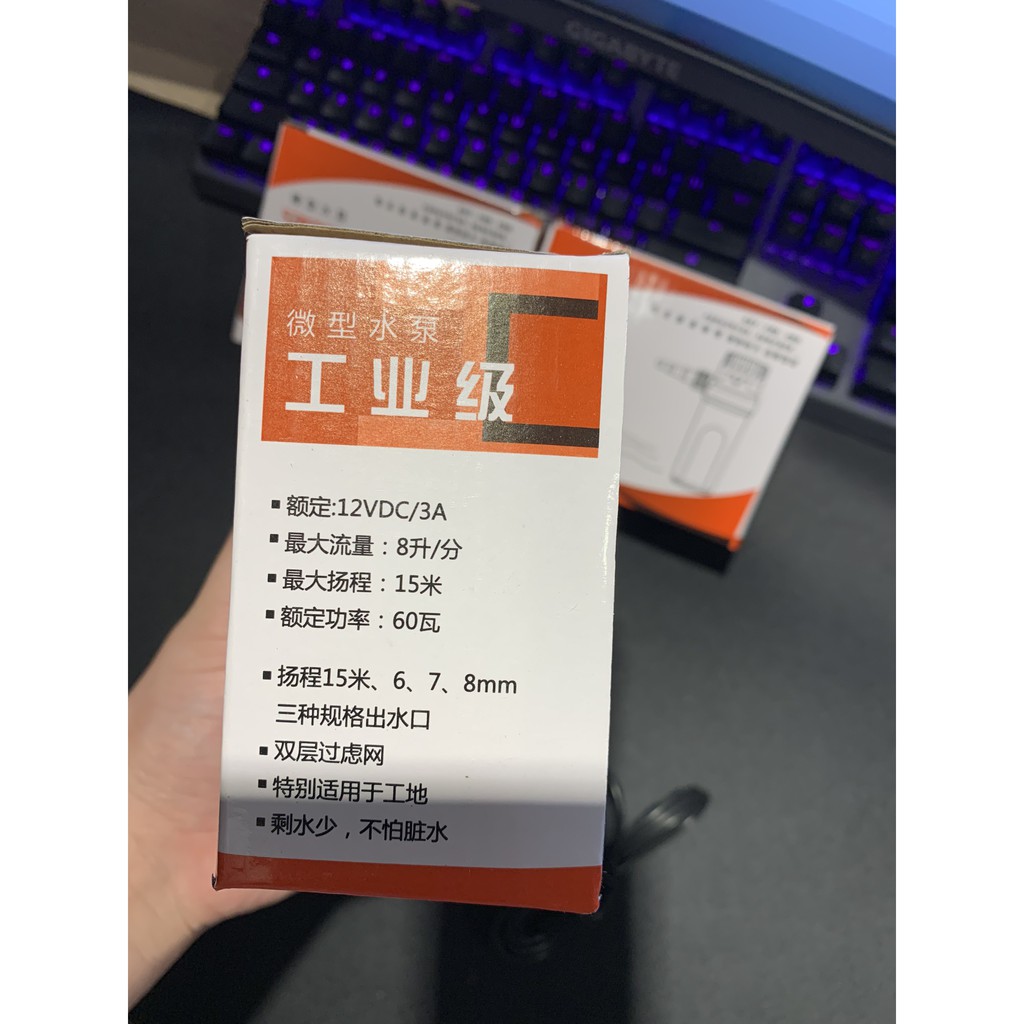 GIGABYTE
微型水泵
工业级
▪额定:12VDC/3A
▪最大流量：8升/分
▪最大扬程：15米
▪额定功率：60瓦
▪扬程15米、6、7、8mm
三种规格出水口
▪双层过虑网
▪特别适用于工地
▪剩水少，不怕脏水